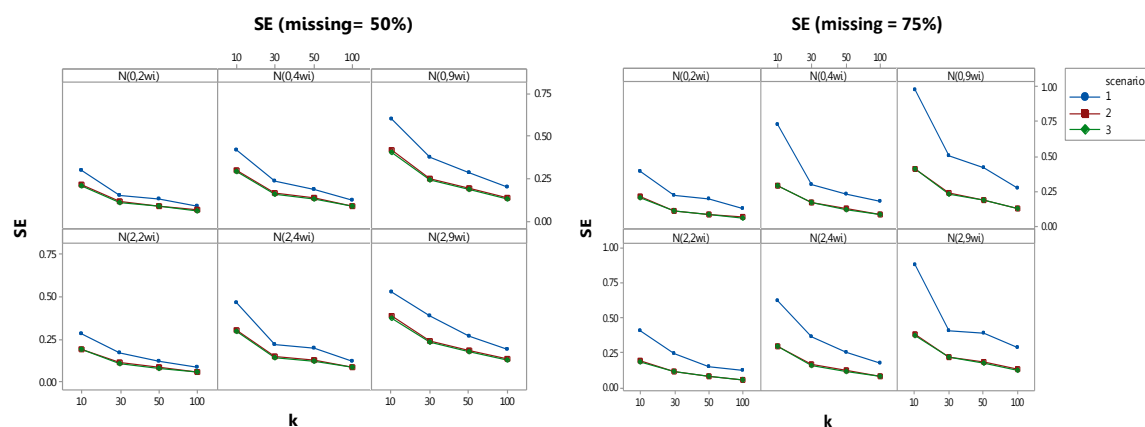 SE (missing= 50%)
10 30 50 100
N(0,2wi) N(0,4wi) N(0,9wi)
0.75
0.50
0.25
0.00
SE
N(2,2wi) N(2,4wi) N(2,9wi)
0.75
0.50
0.25
0.00
10 30 50 100 10 30 50 100 10 30 50 100
k
SE (missing = 75%)
10 30 50 100
N(0,2wi) N(0,4wi) N(0,9wi)
1.00
0.75
0.50
0.25
0.00
SE
N(2,2wi) N(2,4wi) N(2,9wi)
1.00
0.75
0.50
0.25
0.00
10 30 50 100 10 30 50 100
k
scenario
1
2
3